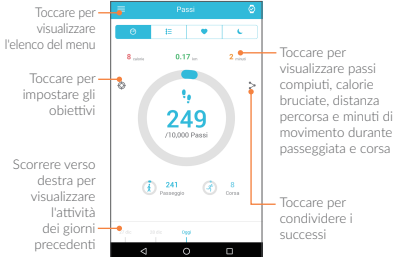 Toccare per
visualizzare
l'elenco del menu
Toccare per
impostare gli
obiettivi
Scorrere verso
destra per
visualizzare
l'attività
dei giorni
precedenti
Passi
8
0.17
2
249
/10,000 Passi
241
Passeggio
8
Corsa
Oggi
Toccare per
visualizzare passi
compiuti, calorie
bruciate, distanza
percorsa e minuti di
movimento durante
passeggiata e corsa
Toccare per
condividere i
successi